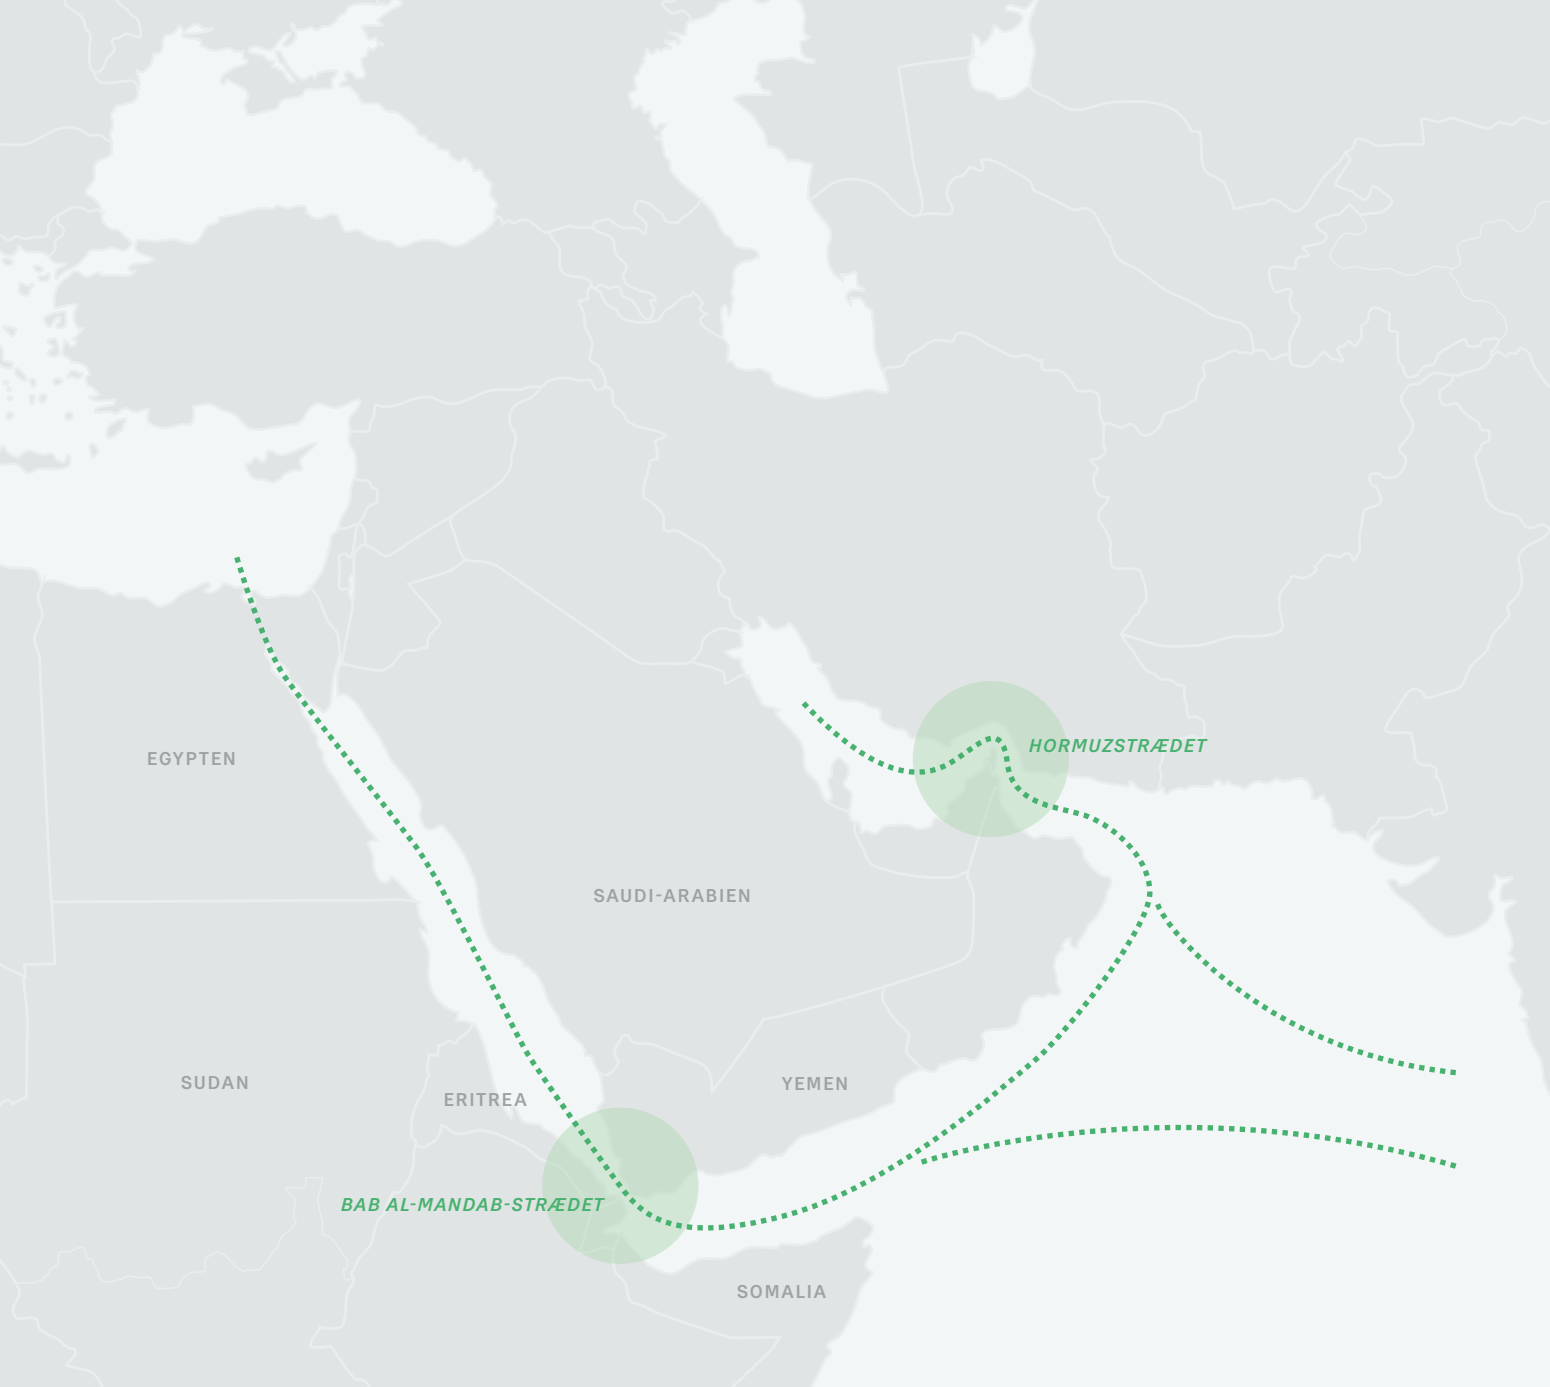 HORMUZSTRÆDET
EGYPTEN
SAUDI-ARABIEN
SUDAN
YEMEN
ERITREA
BAB AL-MANDAB-STRÆDET
SOMALIA